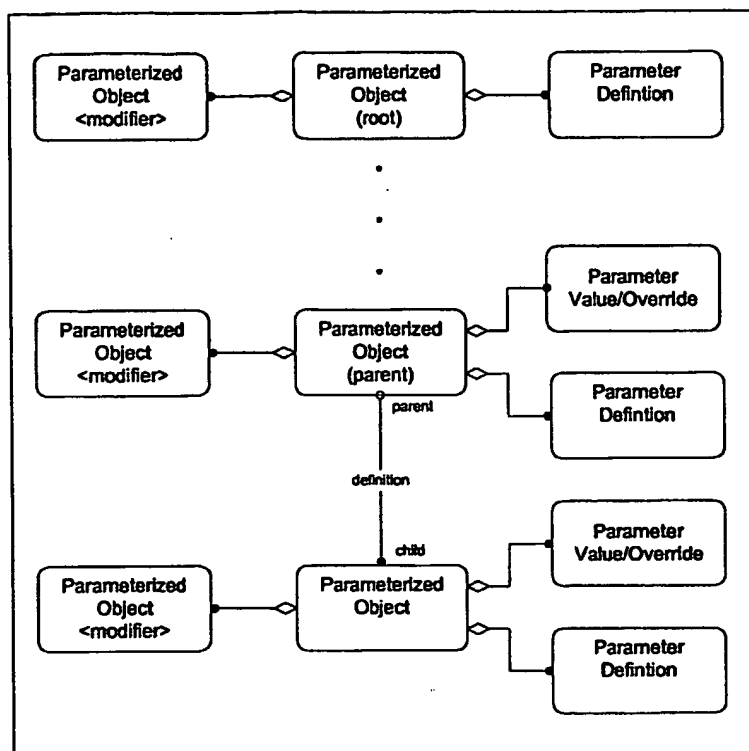 Parameterized
Object
<modifier>
Parameterized
Object
(root)
Parameter
Defintion
Parameterized
Object
<modifier>
Parameterized
Object
(parent)
Parameter
Value/Override
Parameter
Defintion
parent
definition
child
Parameterized
Object
<modifier>
Parameterized
Object
Parameter
Value/Override
Parameter
Defintion